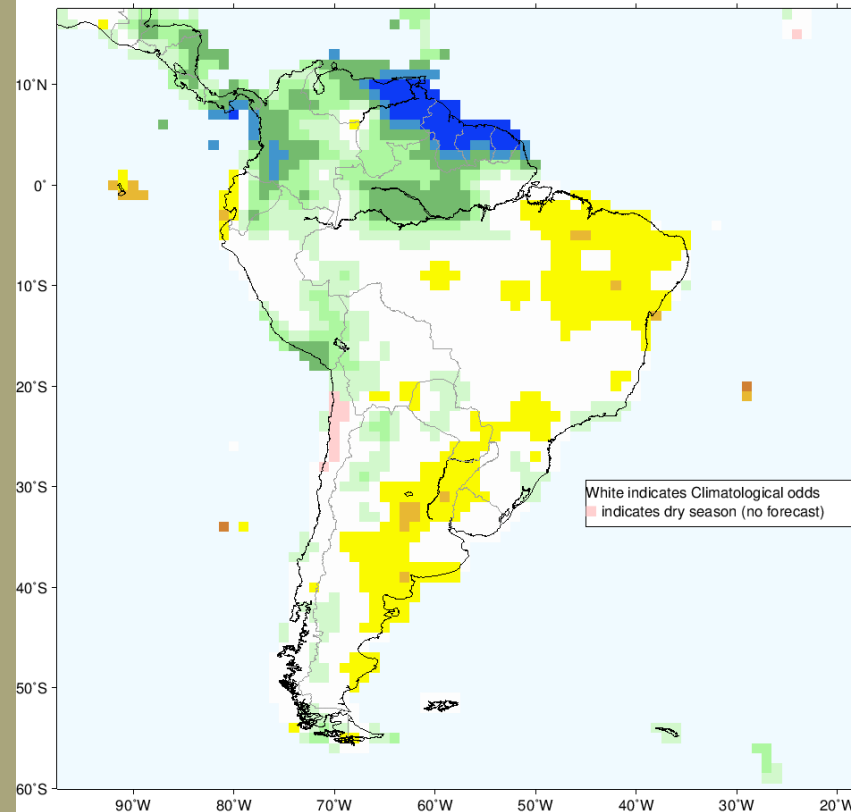 10°N
0°
10°S
20°S
30°S
White indicates Climatological odds
indicates dry season (no forecast)
40°S
50°S
60°S
90°W 80°W 70°W 60°W 50°W 40°W 30°W 20°W